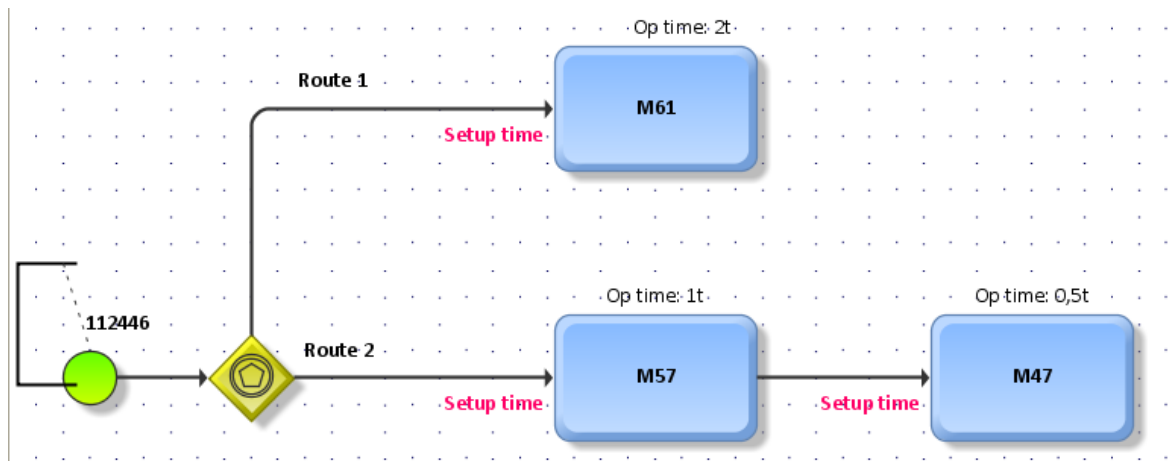 Op time: 2t
Route 1
M61
Setup time
Op time: 1t
Op time: 0,5t
112446
Route 2
M57
M47
Setup time
Setup time